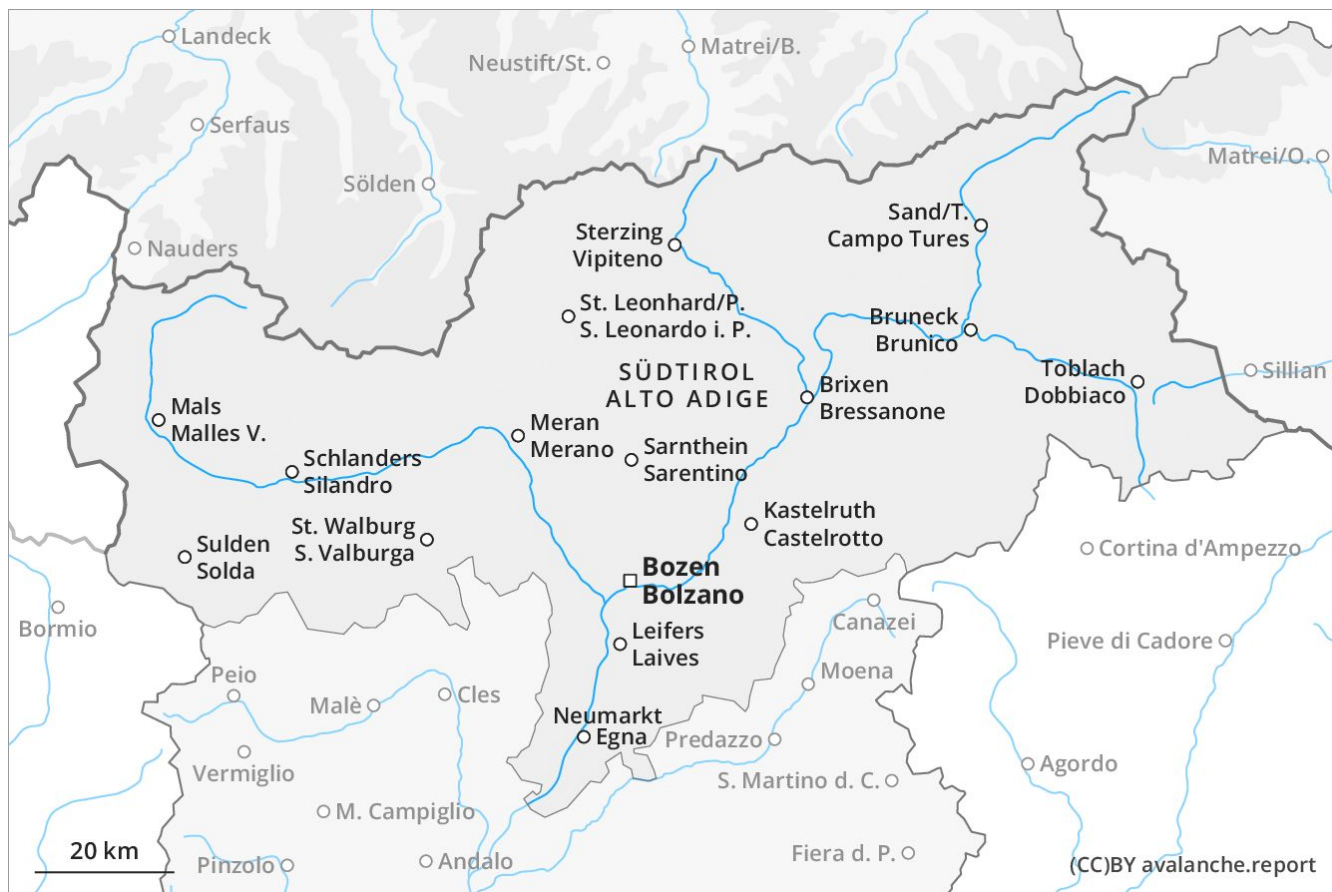 Landeck
Matrei/B.
Neustift/St.
Serfaus
Matrei/O.
Sölden
Nauders
Sand/T.
Campo Tures
Sterzing
Vipiteno
St. Leonhard/P.
S. Leonardo i. P.
Bruneck
Brunico
SÜDTIROL
ALTO ADIGE
Toblach
Dobbiaco
Sillian
Brixen
Bressanone
Mals
Malles V.
Meran
Merano
Sarnthein
Sarentino
Schlanders
Silandro
Kastelruth
Castelrotto
St. Walburg
S. Valburga
Sulden
Solda
Cortina d'Ampezzo
Bozen
Bolzano
Bormio
Canazei
Leifers
Laives
Pieve di Cadore
Peio
Moena
Malè
Cles
Neumarkt
Egna
Predazzo
Vermiglio
Agordo
S. Martino d. C.
M. Campiglio
20 km
Pinzolo
Andalo
Fiera d. P.
(CC)BY avalanche.report